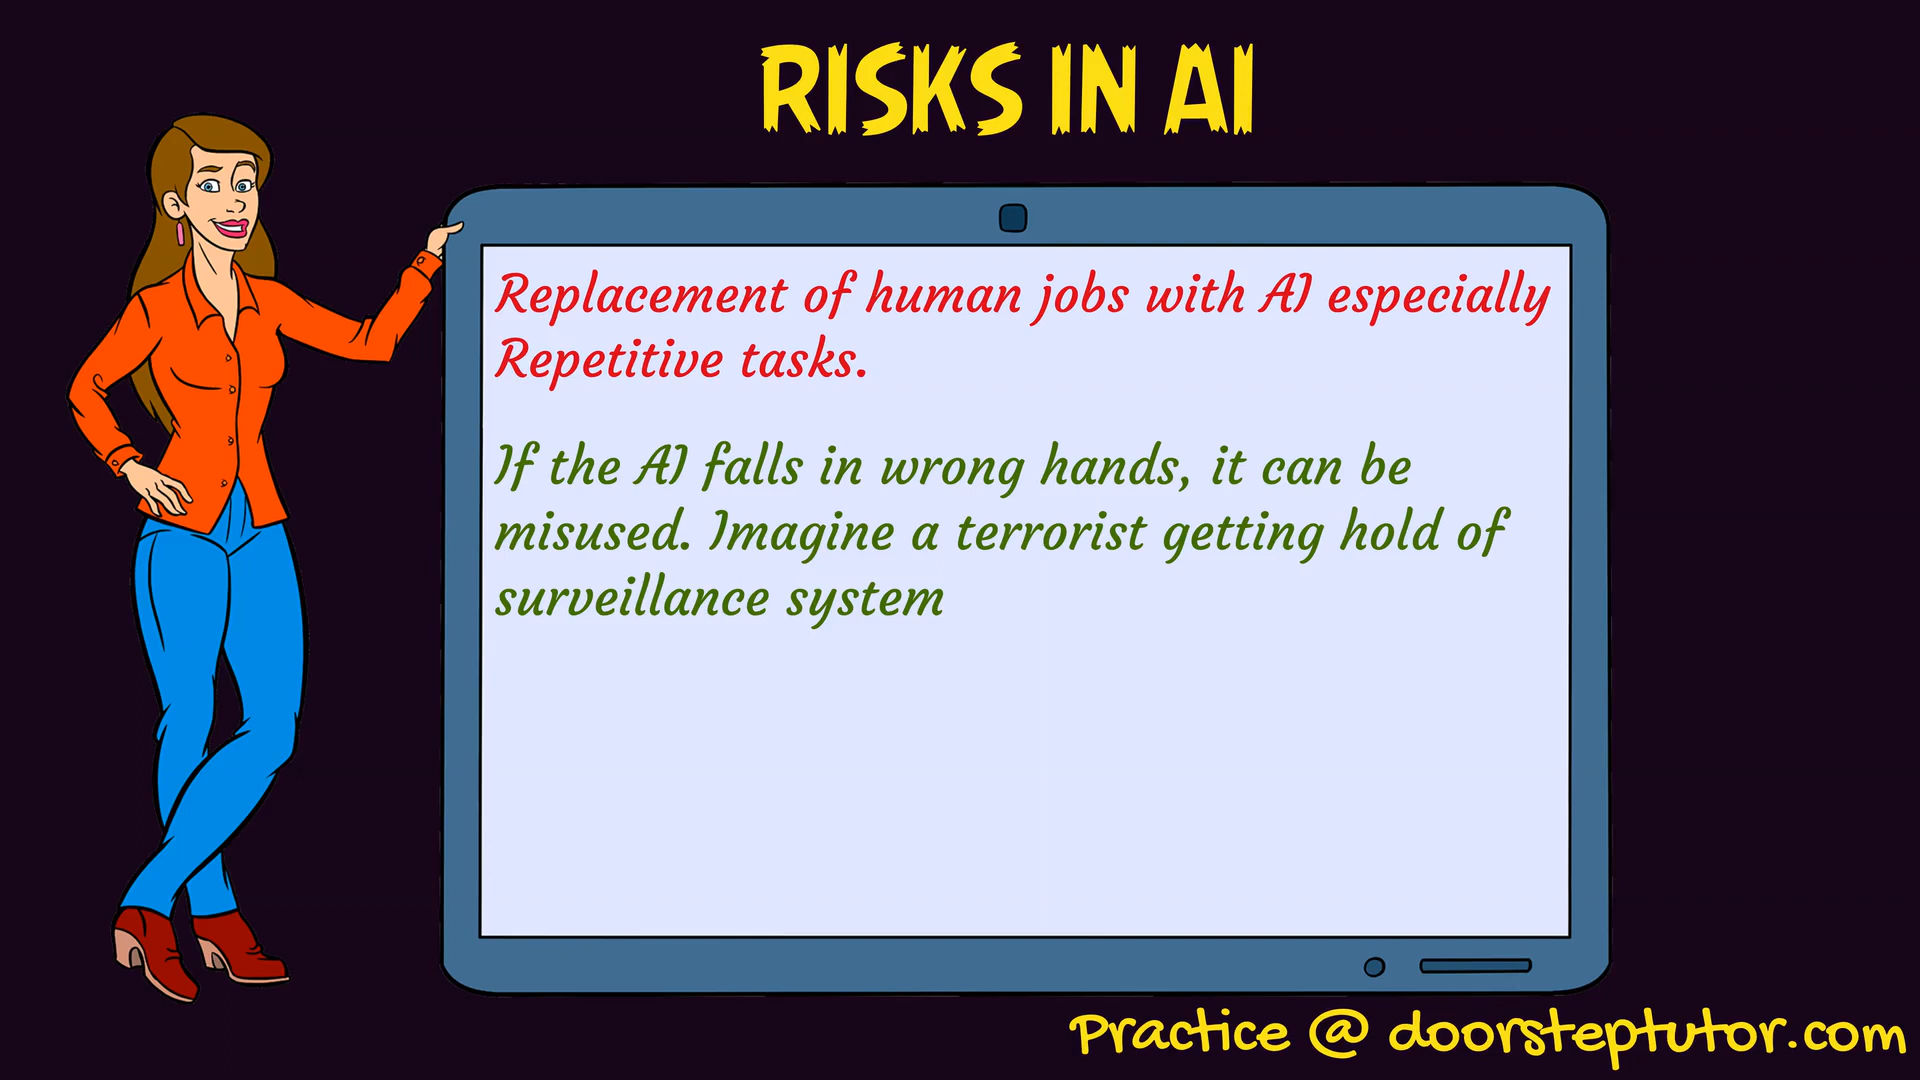 RISKS IN AI
Replacement of human jobs with AI especially
Repetitive tasks.
If the AI falls in wrong hands, it can be
misused. Imagine a terrorist getting hold of
surveillance system
Practice @ doorsteptutor.com